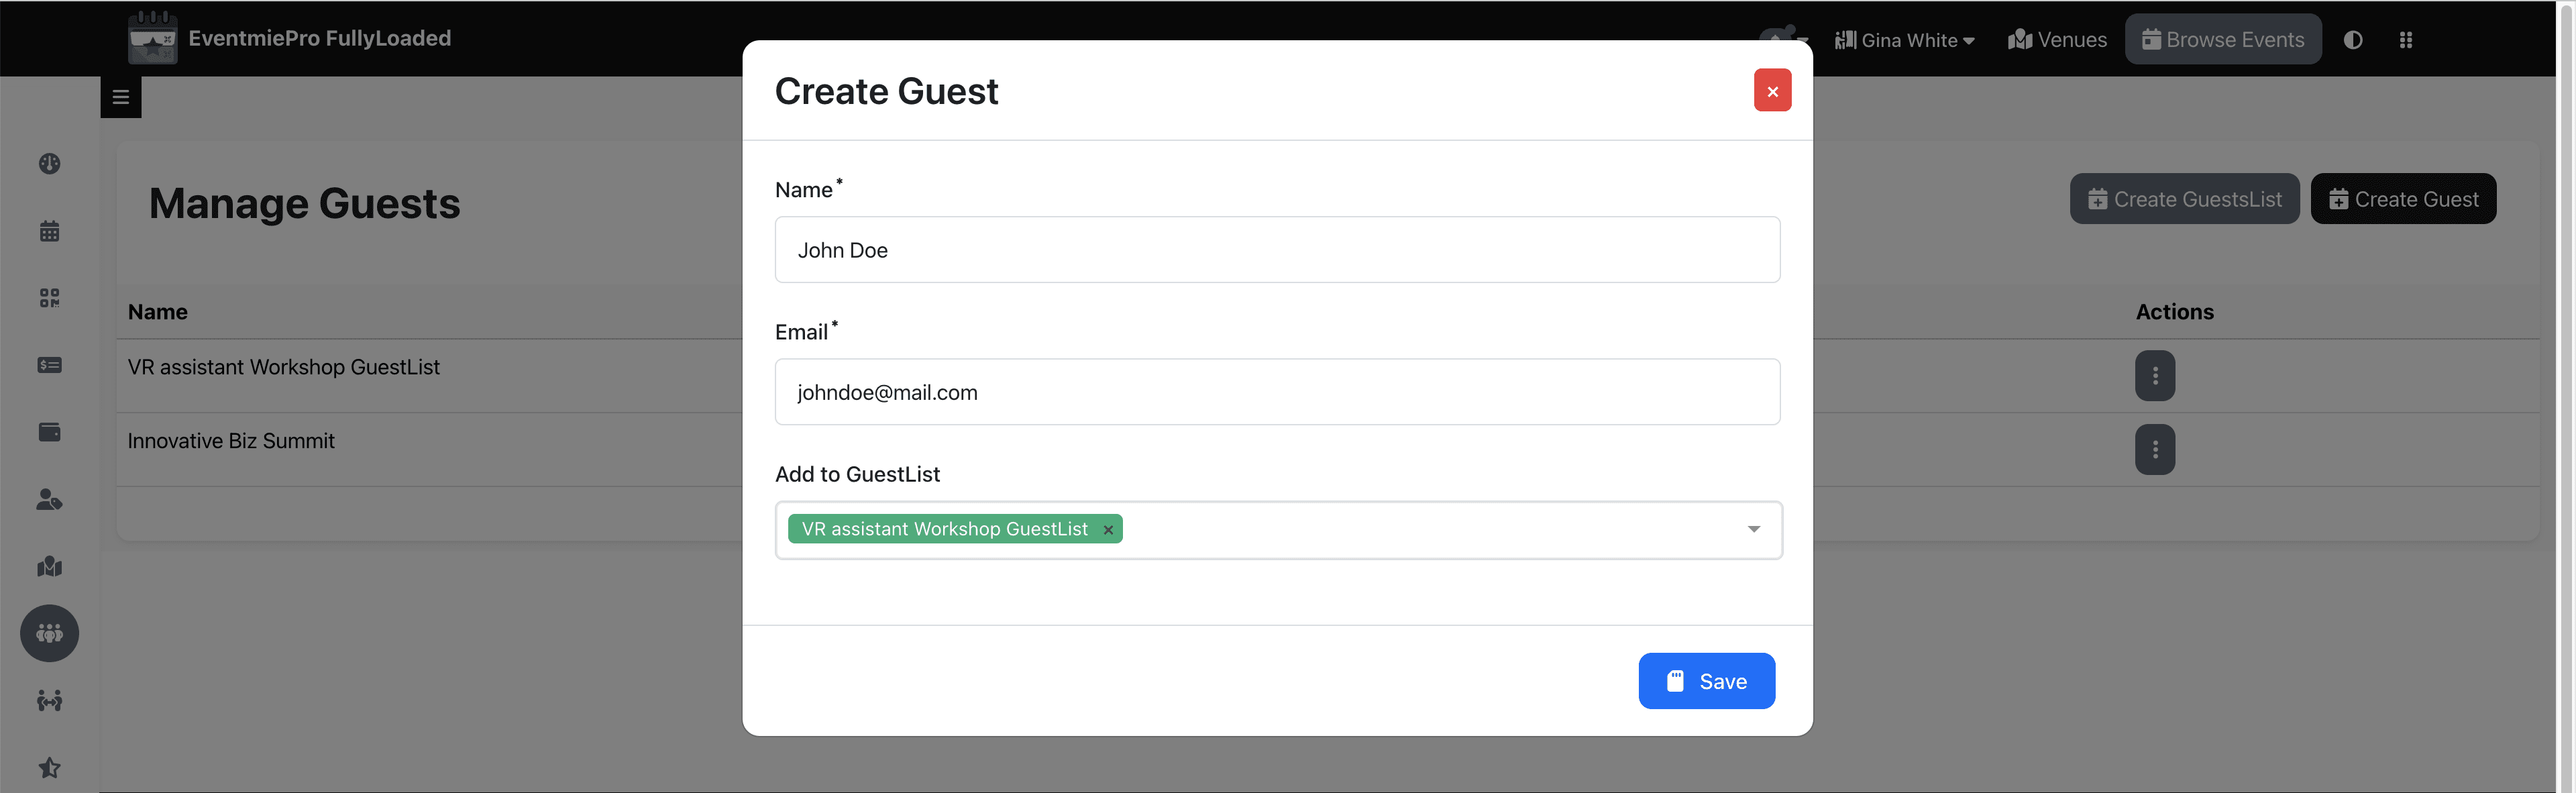 EventmiePro FullyLoaded
Gina White
Venues
Browse Events
Create Guest
Manage Guests
Create GuestsList
Create Guest
Name*
John Doe
Name
Actions
Email*
VR assistant Workshop GuestList
johndoe@mail.com
Innovative Biz Summit
Add to GuestList
VR assistant Workshop GuestList ×
Save